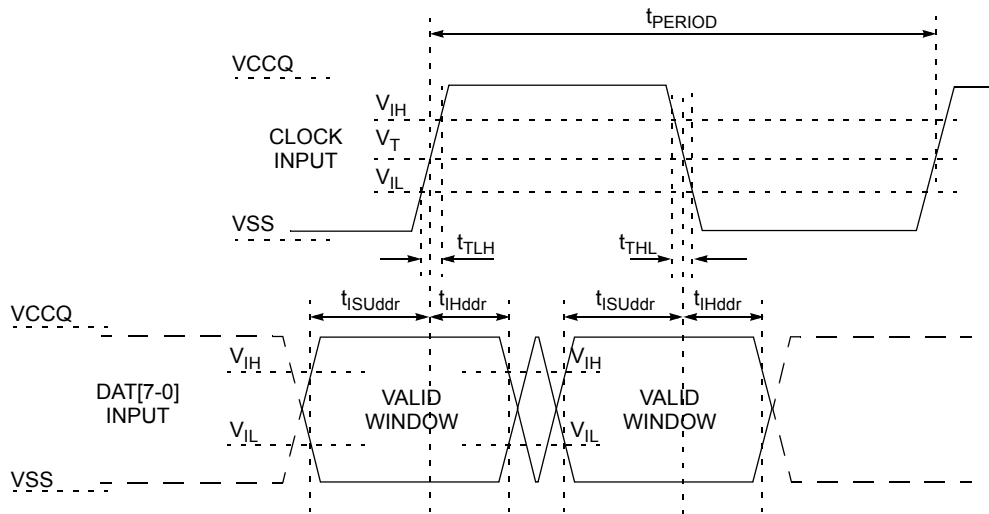 tPERIOD
VCCQ
VIH
CLOCK
INPUT
VT
VIL
VSS
tTLH
tTHL
tISUddr
tIHddr
tISUddr
tIHddr
VCCQ
VIH
VIH
DAT[7-0]
INPUT
VALID
WINDOW
VALID
WINDOW
VIL
VIL
VSS